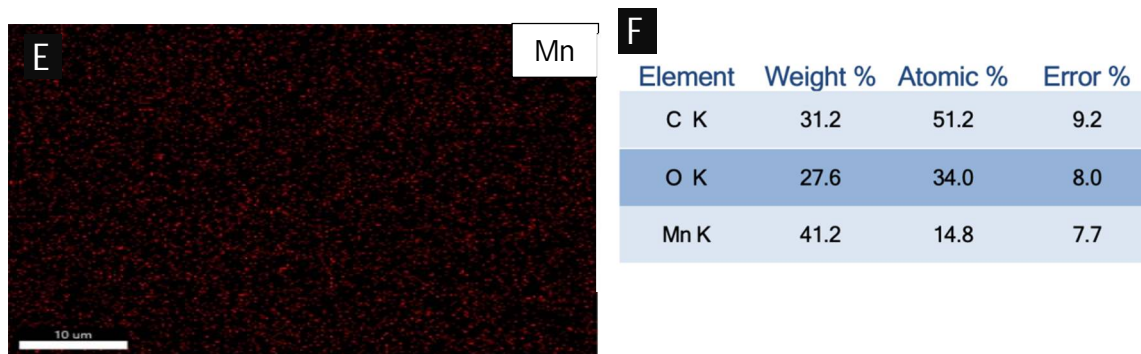 E
Mn
10 um
F
Element Weight % Atomic % Error %
C K 31.2 51.2 9.2
O K 27.6 34.0 8.0
Mn K 41.2 14.8 7.7